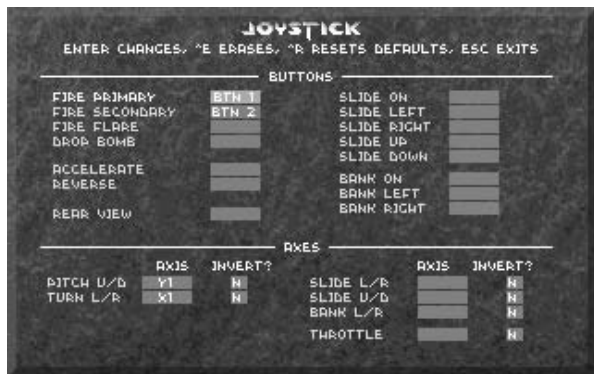 JOYSTICK
ENTER CHANGES, ^E ERASES, ^R RESETS DEFAULTS, ESC EXITS
BUTTONS
FIRE PRIMARY BTN 1
FIRE SECONDARY BTN 2
FIRE FLARE
DROP BOMB
ACCELERATE
REVERSE
REAR VIEW
SLIDE ON
SLIDE LEFT
SLIDE RIGHT
SLIDE UP
SLIDE DOWN
BANK ON
BANK LEFT
BANK RIGHT
AXES
AXIS INVERT?
PITCH U/D Y1 N
TURN L/R X1 N
AXIS INVERT?
SLIDE L/R N
SLIDE U/D N
BANK L/R N
THROTTLE N